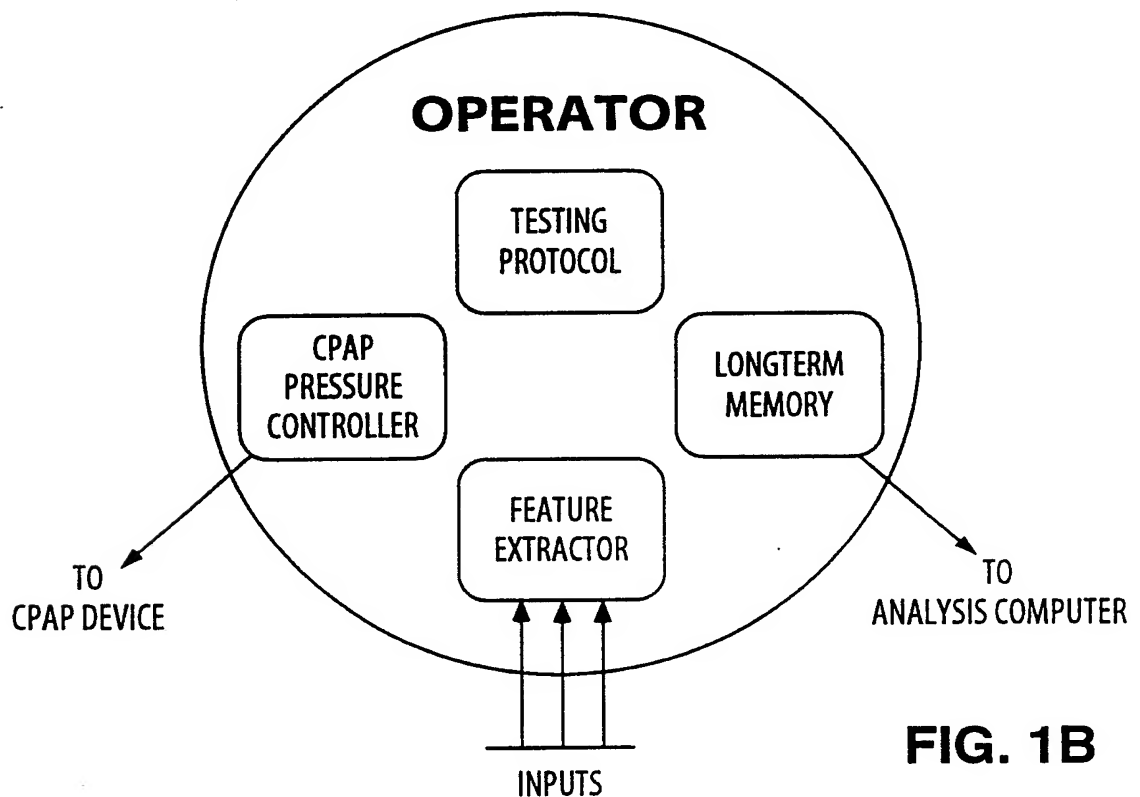 OPERATOR
TESTING
PROTOCOL
CPAP
PRESSURE
CONTROLLER
LONGTERM
MEMORY
FEATURE
EXTRACTOR
TO
CPAP DEVICE
TO
ANALYSIS COMPUTER
INPUTS
FIG. 1B